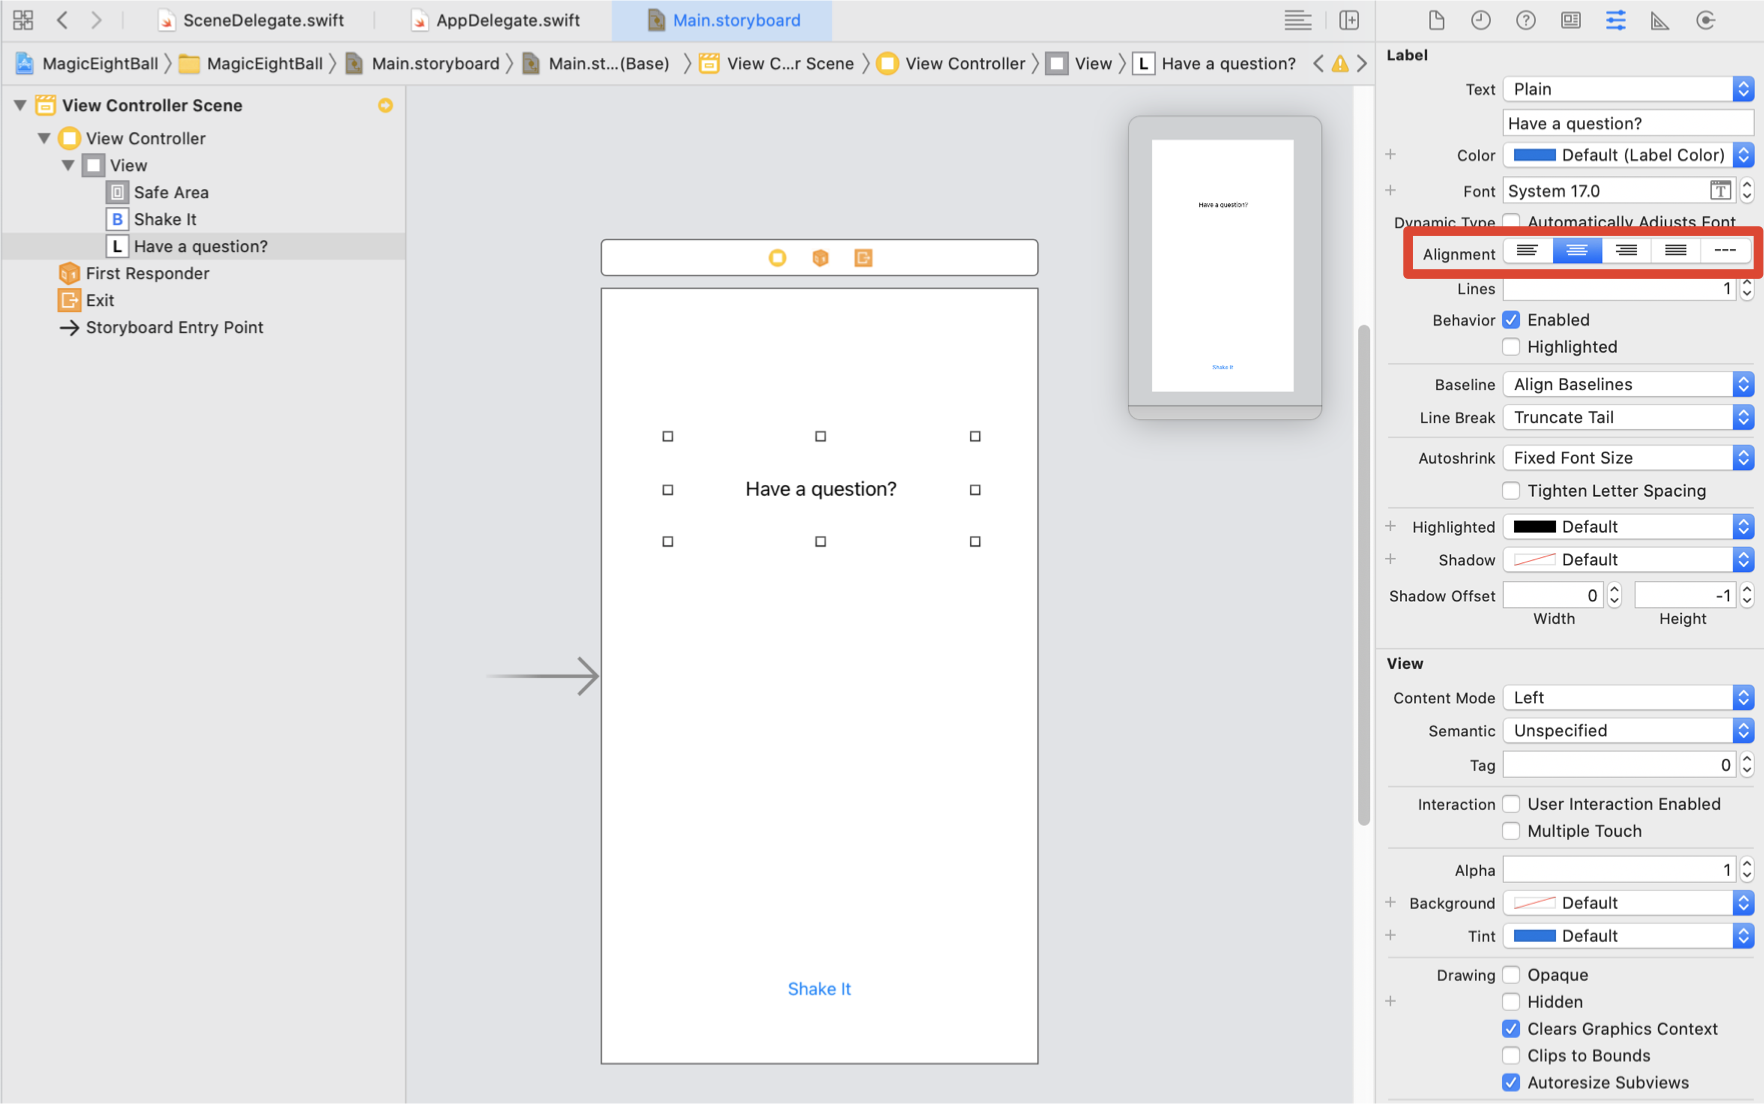 SceneDelegate.swift AppDelegate.swift Main.storyboard
MagicEightBall MagicEightBall Main.storyboard Main.st...(Base) View C...r Scene View Controller View L Have a question?
View Controller Scene
View Controller
View
Safe Area
B Shake It
L Have a question?
First Responder
Exit
Storyboard Entry Point
Have a question?
Shake It
Have a question?
Shake It
Label
Text Plain
Have a question?
Color Default (Label Color)
Font System 17.0 T
Dynamic Type Automatically Adjusts Font
Alignment ---
Lines 1
Behavior Enabled
Highlighted
Baseline Align Baselines
Line Break Truncate Tail
Autoshrink Fixed Font Size
Tighten Letter Spacing
Highlighted Default
Shadow Default
Shadow Offset 0 -1
Width Height
View
Content Mode Left
Semantic Unspecified
Tag 0
Interaction User Interaction Enabled
Multiple Touch
Alpha 1
Background Default
Tint Default
Drawing Opaque
Hidden
Clears Graphics Context
Clips to Bounds
Autoresize Subviews